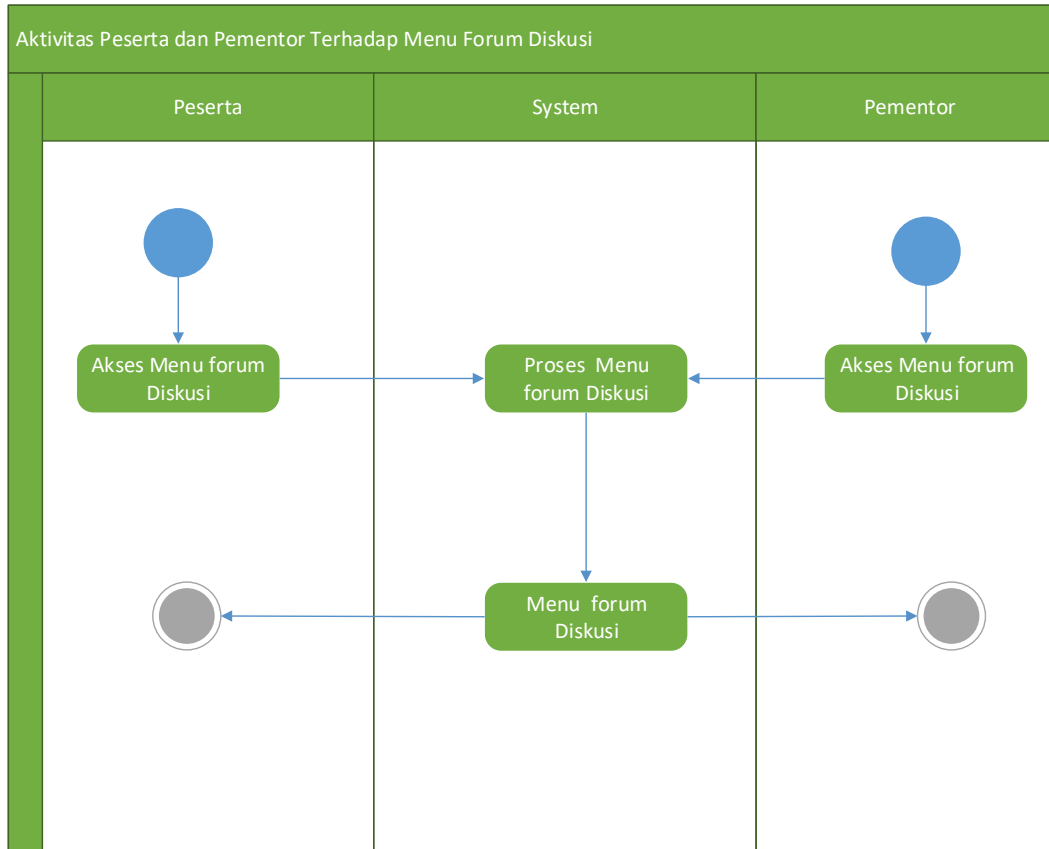 Aktivitas Peserta dan Pementor Terhadap Menu Forum Diskusi
Peserta
System
Pementor
Akses Menu forum
Diskusi
Proses Menu
forum Diskusi
Akses Menu forum
Diskusi
Menu forum
Diskusi